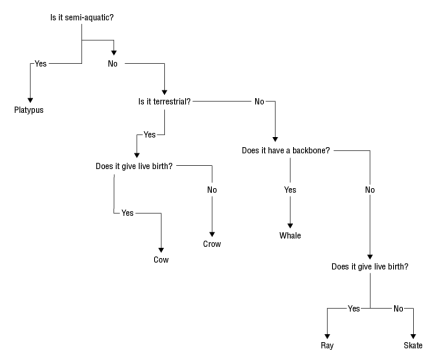 Is it semi-aquatic?
Yes
No
Platypus
Is it terrestrial?
No
Yes
Does it have a backbone?
Does it give live birth?
No
Yes
No
Yes
Whale
Crow
Cow
Does it give live birth?
Yes
No
Ray
Skate